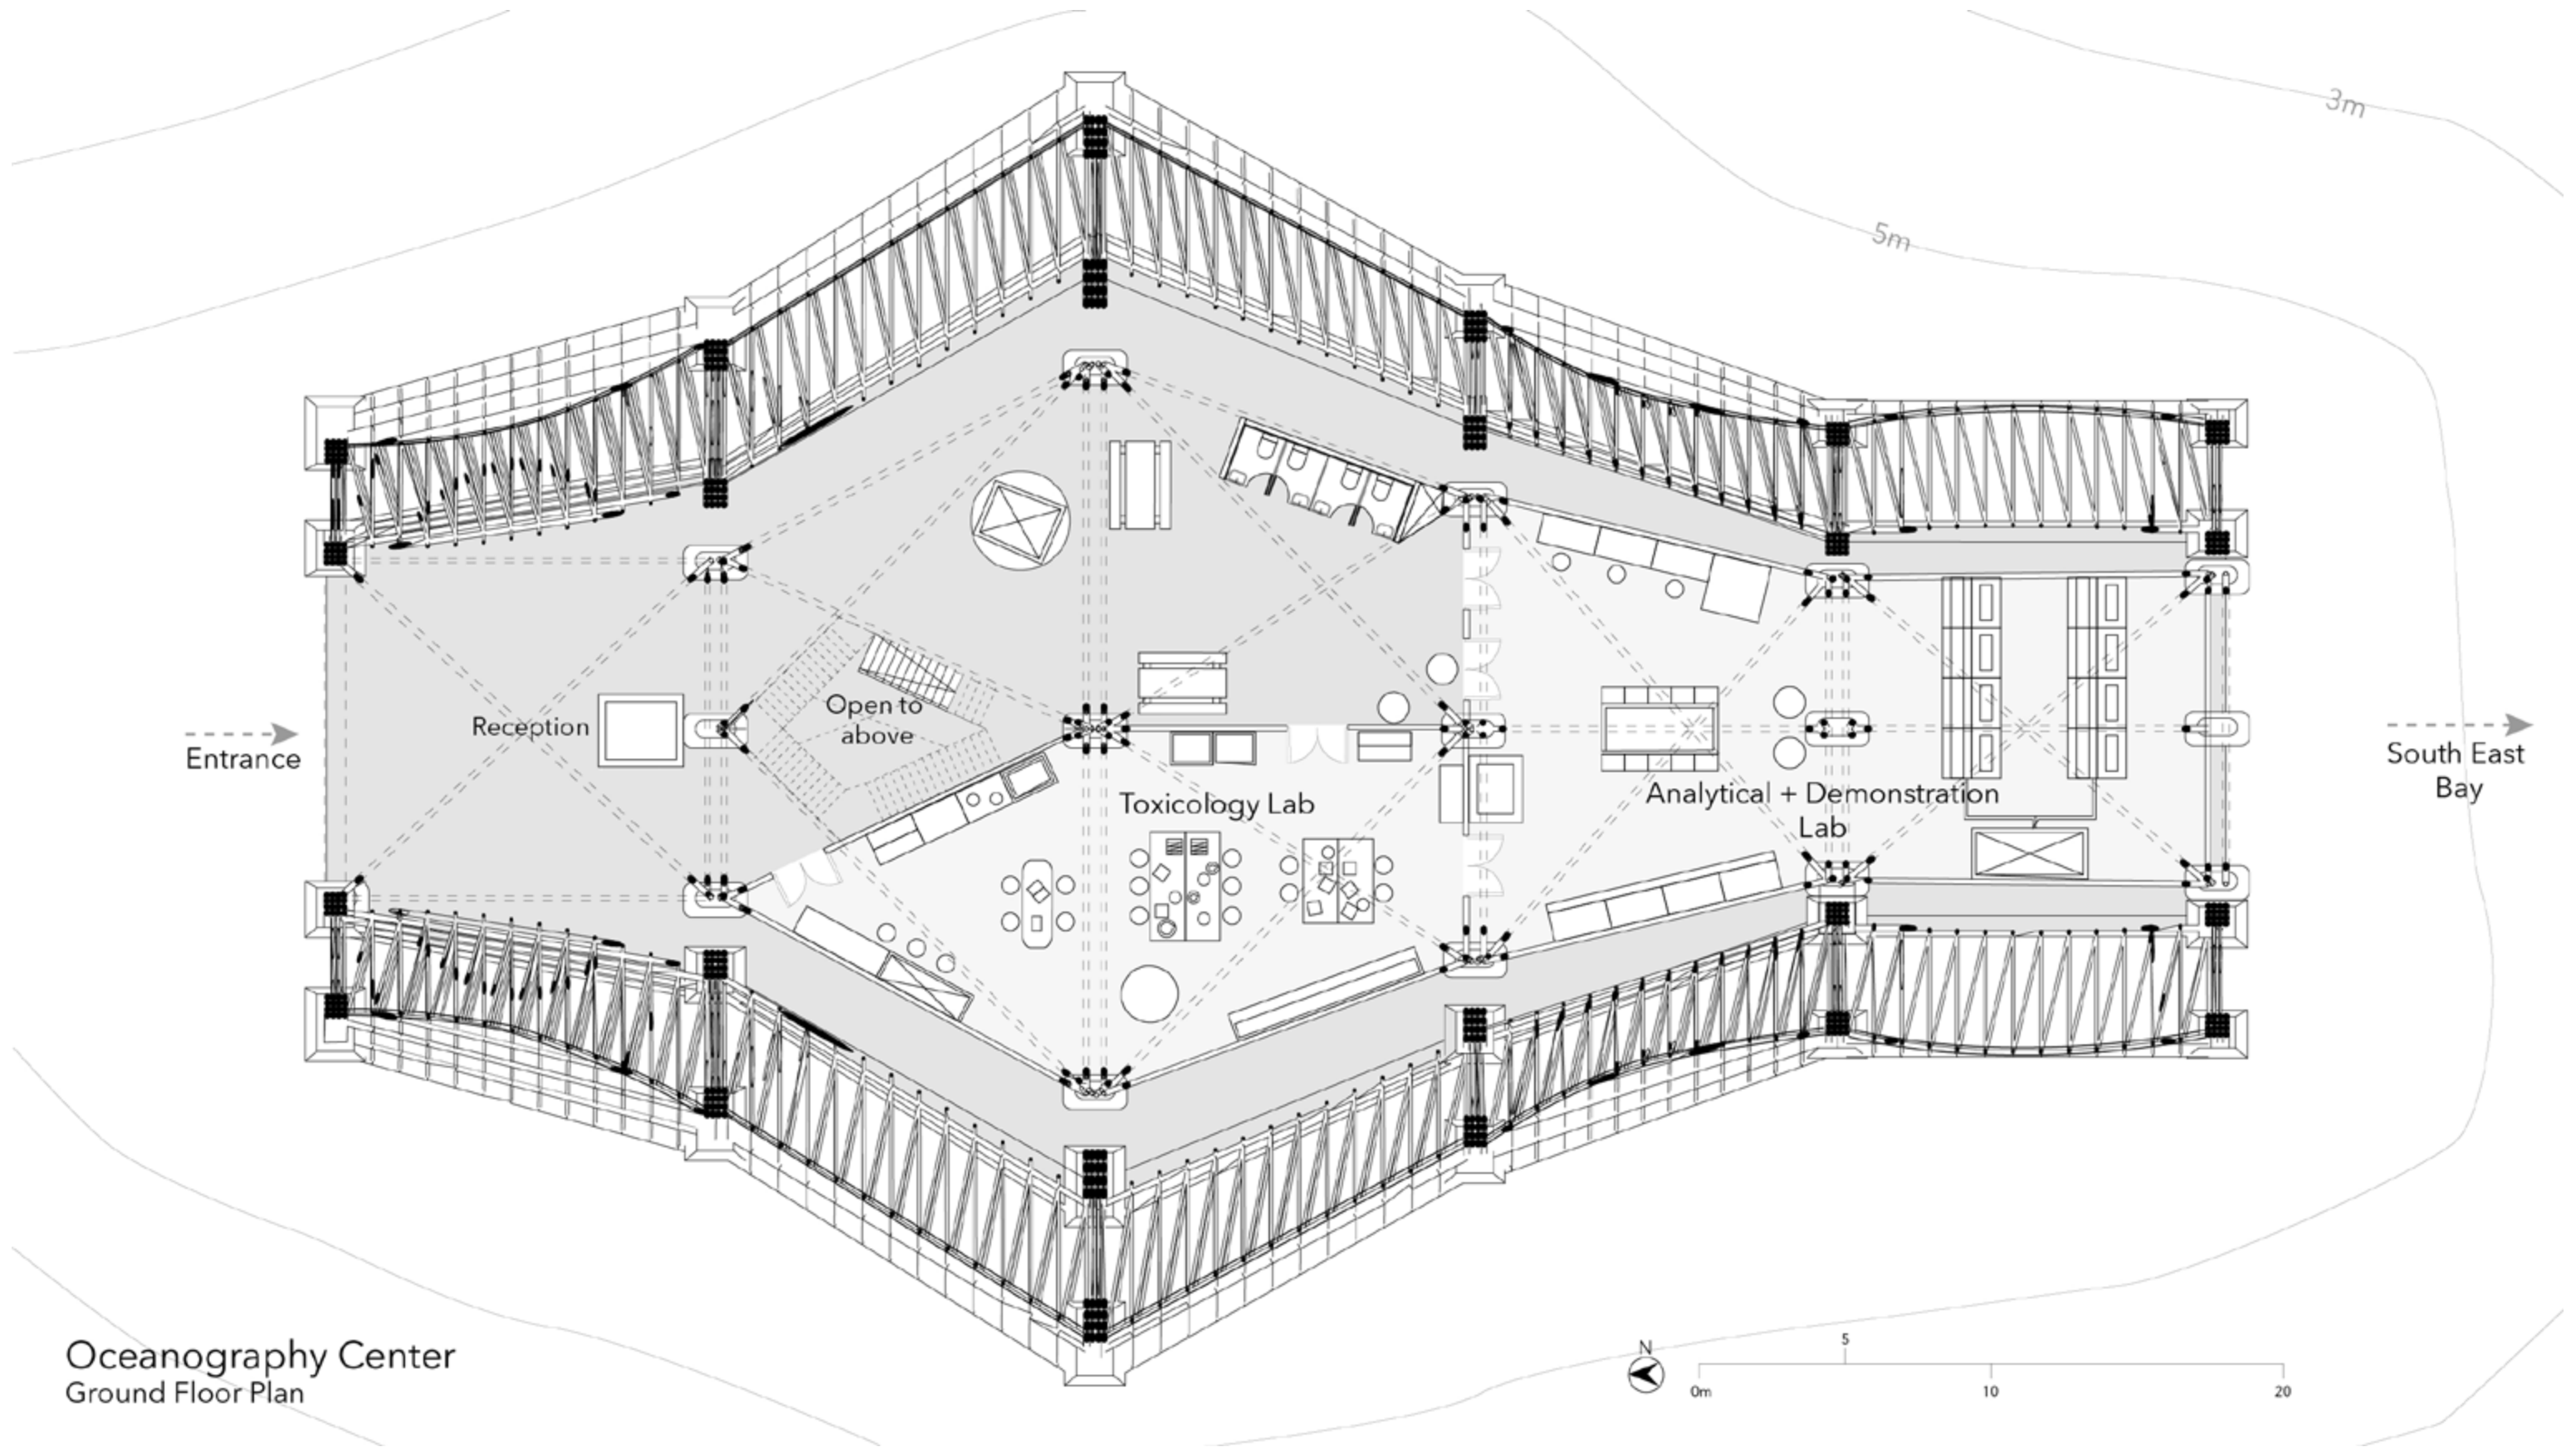 3m
5m
Reception
Open to
above
Entrance
South East
Bay
Toxicology Lab
Analytical + Demonstration
Lab
Oceanography Center
Ground Floor Plan
N
0m
5
10
20